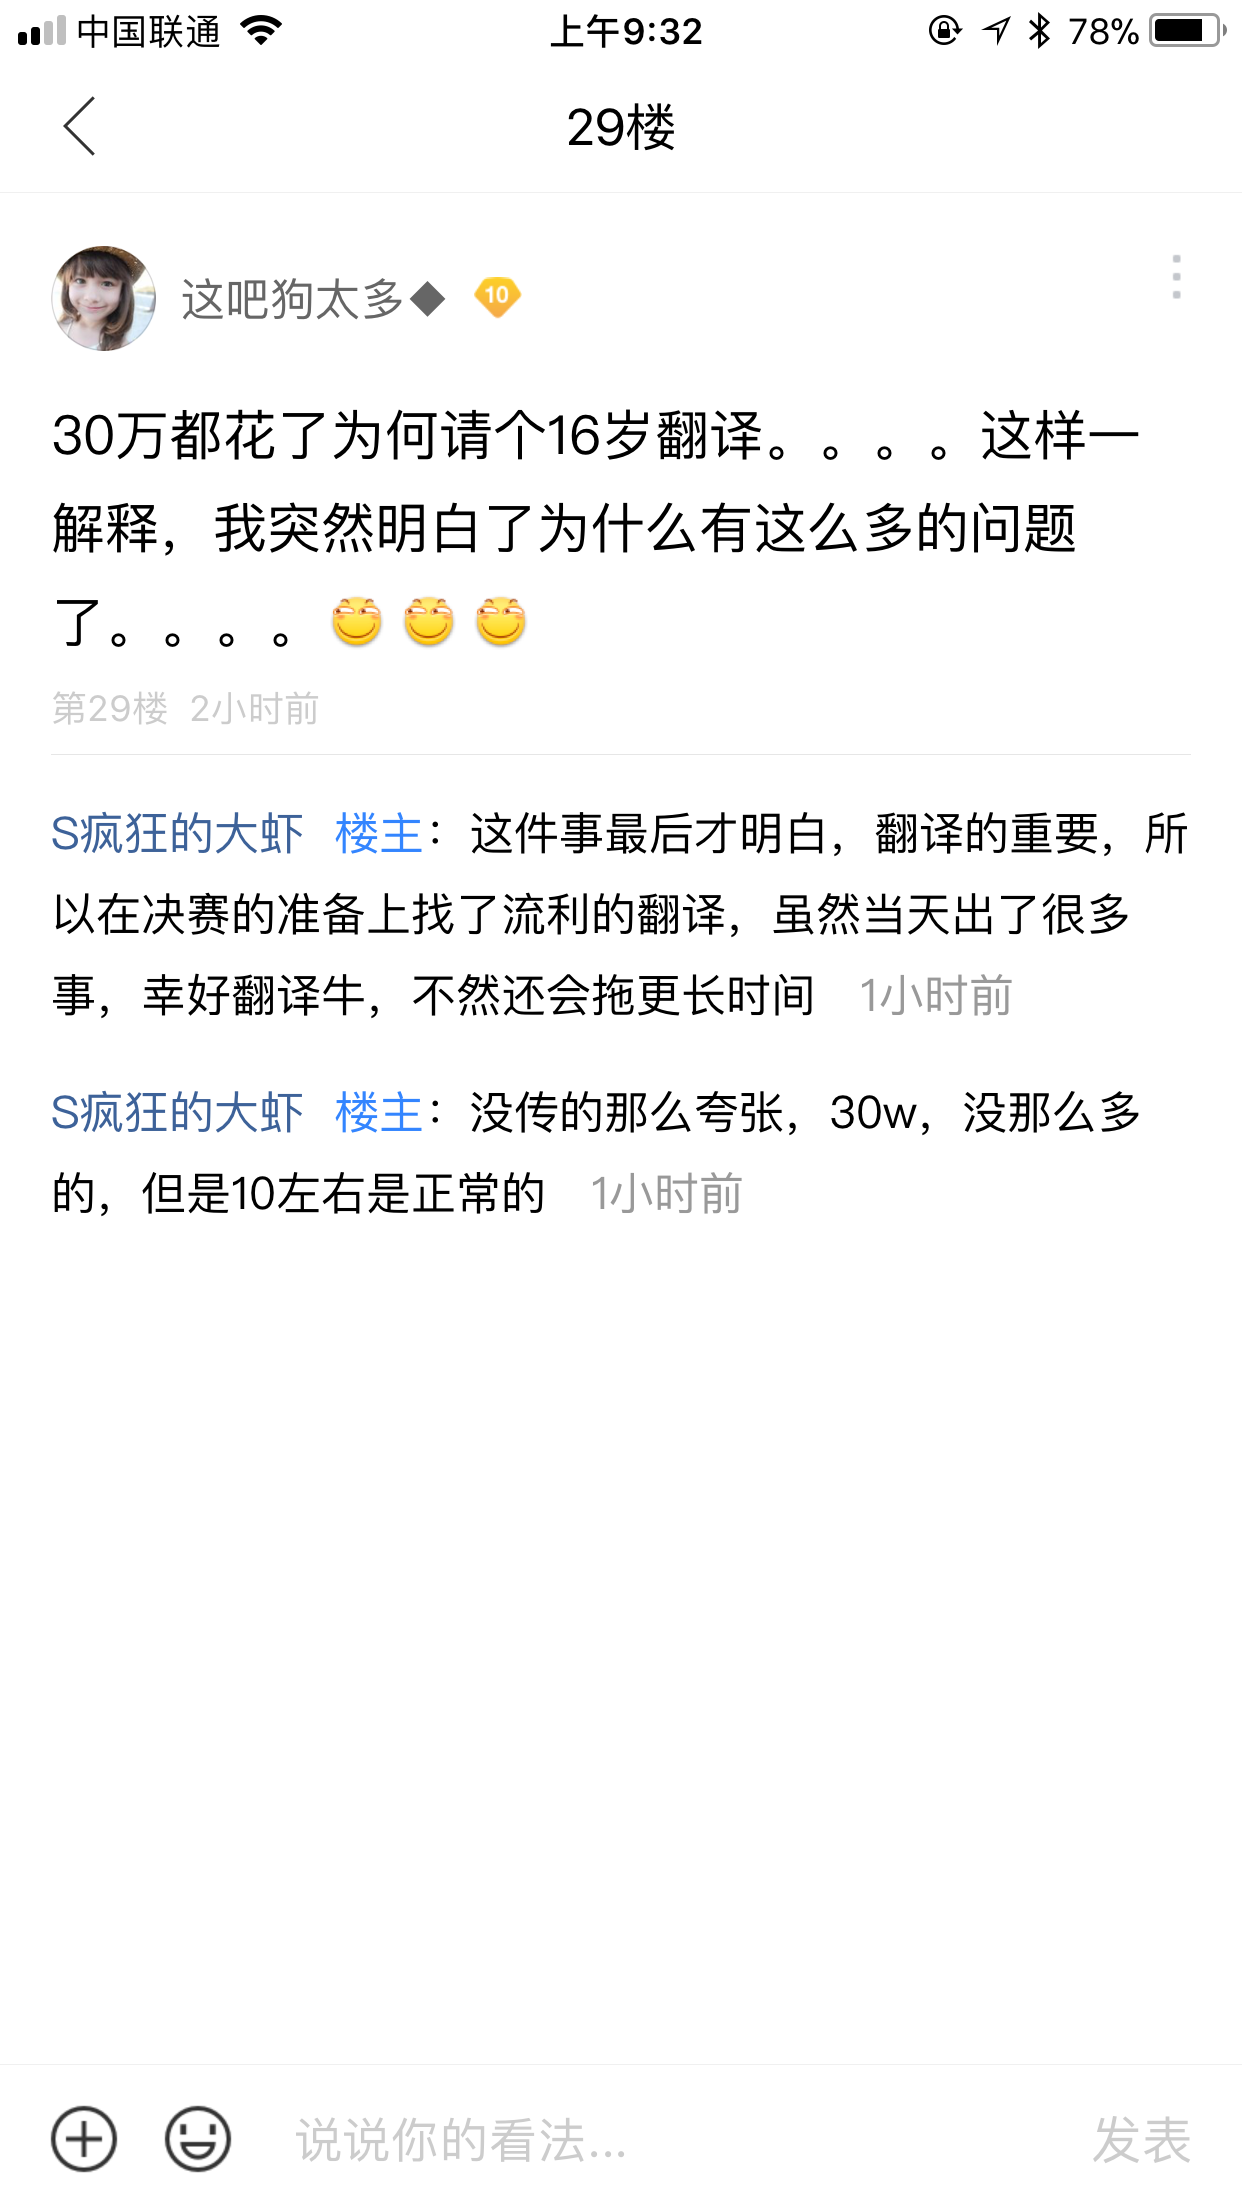 中国联通
上午9:32
78%
29楼
这吧狗太多◆
10
30万都花了为何请个16岁翻译。。。。这样一
解释，我突然明白了为什么有这么多的问题
了。。。。
第29楼 2小时前
S疯狂的大虾 楼主：这件事最后才明白，翻译的重要，所
以在决赛的准备上找了流利的翻译，虽然当天出了很多
事，幸好翻译牛，不然还会拖更长时间 1小时前
S疯狂的大虾 楼主：没传的那么夸张，30w，没那么多
的，但是10左右是正常的 1小时前
说说你的看法...
发表